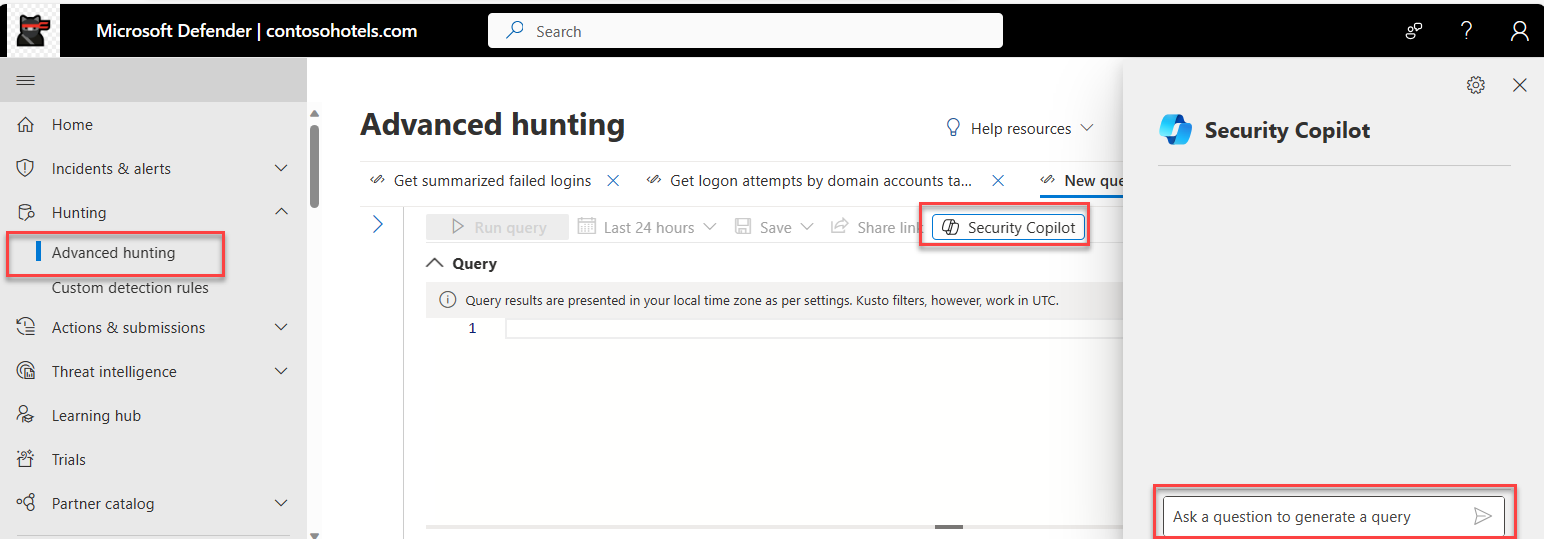 Microsoft Defender | contosohotels.com
Search
Home
Incidents & alerts
Hunting
Advanced hunting
Custom detection rules
Actions & submissions
Threat intelligence
Learning hub
Trials
Partner catalog
Advanced hunting
Help resources
Get summarized failed logins
Get logon attempts by domain accounts ta...
New que
Run query
Last 24 hours
Save
Share link
Security Copilot
Query
Query results are presented in your local time zone as per settings. Kusto filters, however, work in UTC.
1
Security Copilot
Ask a question to generate a query